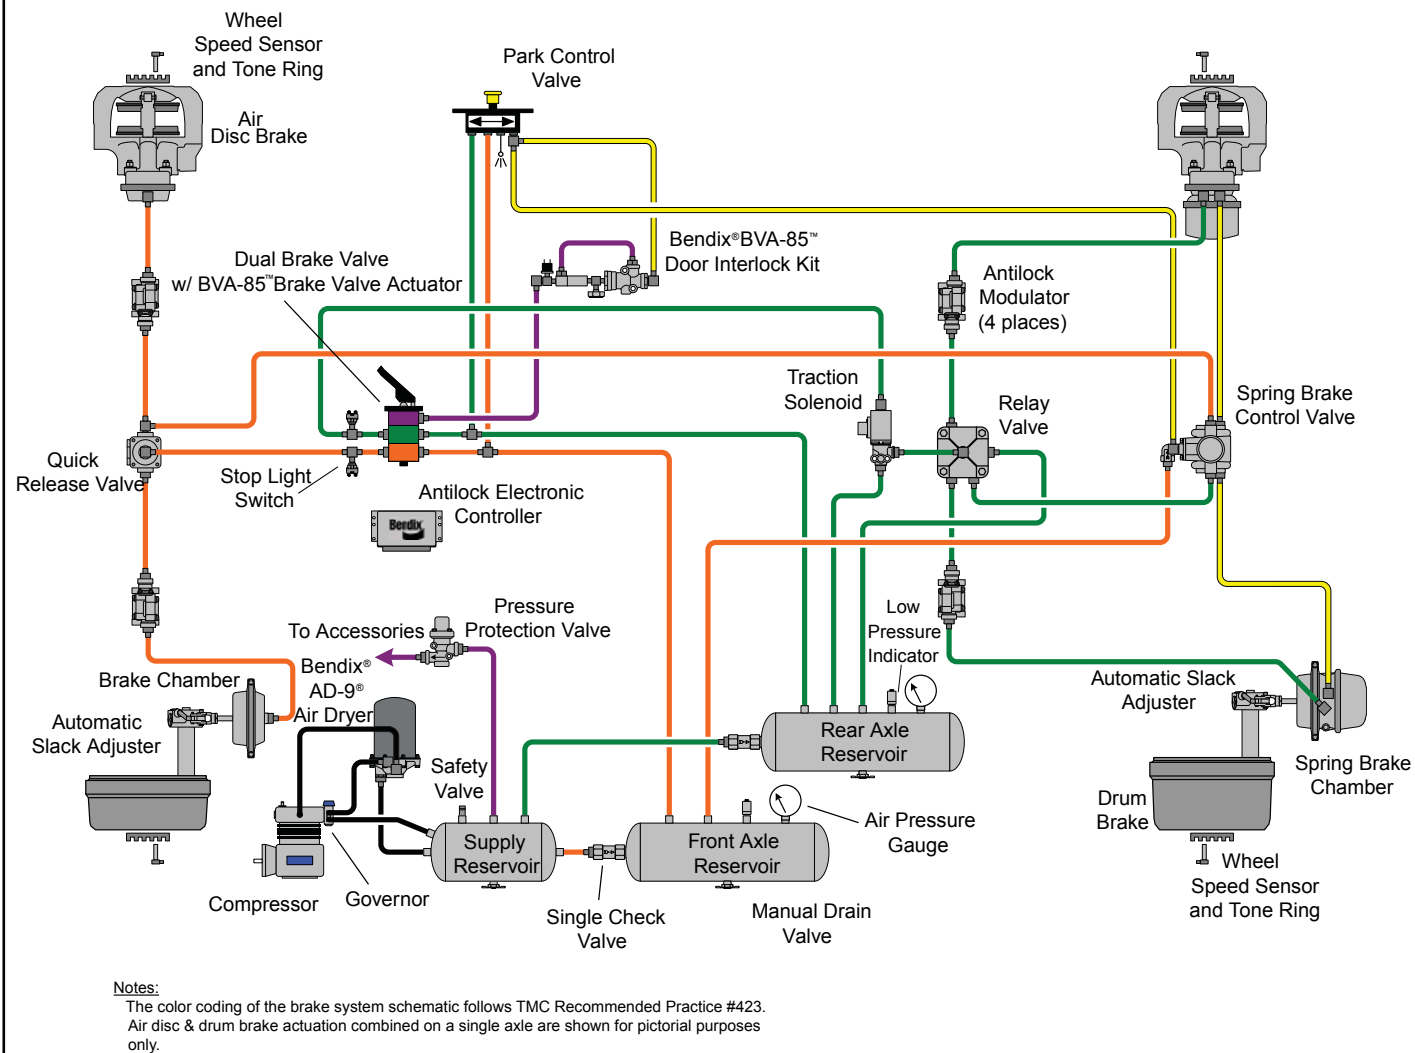 Wheel
Speed Sensor
and Tone Ring
Air
Disc Brake
Park Control
Valve
Dual Brake Valve
w/ BVA-85™Brake Valve Actuator
Bendix®BVA-85™
Door Interlock Kit
Antilock
Modulator
(4 places)
Traction
Solenoid
Relay
Valve
Spring Brake
Control Valve
Quick
Release Valve
Stop Light
Switch
Antilock Electronic
Controller
Bendix
Pressure
Protection Valve
To Accessories
Low
Pressure
Indicator
Bendix®
AD-9®
Air Dryer
Brake Chamber
Automatic
Slack Adjuster
Automatic Slack
Adjuster
Rear Axle
Reservoir
Safety
Valve
Spring Brake
Chamber
Drum
Brake
Air Pressure
Gauge
Supply
Reservoir
Front Axle
Reservoir
Compressor
Governor
Single Check
Valve
Manual Drain
Valve
Wheel
Speed Sensor
and Tone Ring
Notes:
The color coding of the brake system schematic follows TMC Recommended Practice #423.
Air disc & drum brake actuation combined on a single axle are shown for pictorial purposes
only.